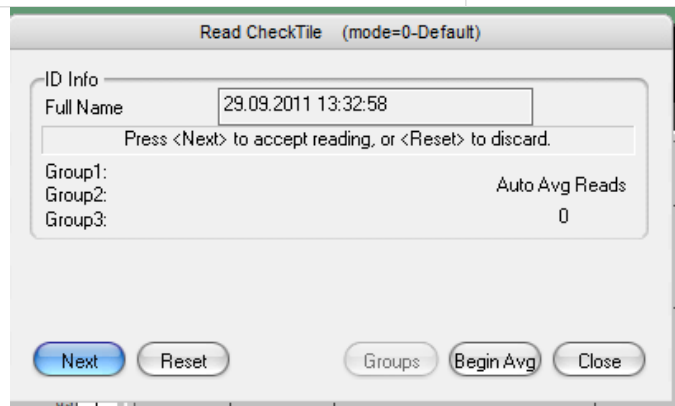 Read CheckTile (mode=0-Default)
ID Info
Full Name 29.09.2011 13:32:58
Press <Next> to accept reading, or <Reset> to discard.
Group1:
Group2:
Group3:
Auto Avg Reads
0
Next Reset Groups Begin Avg Close